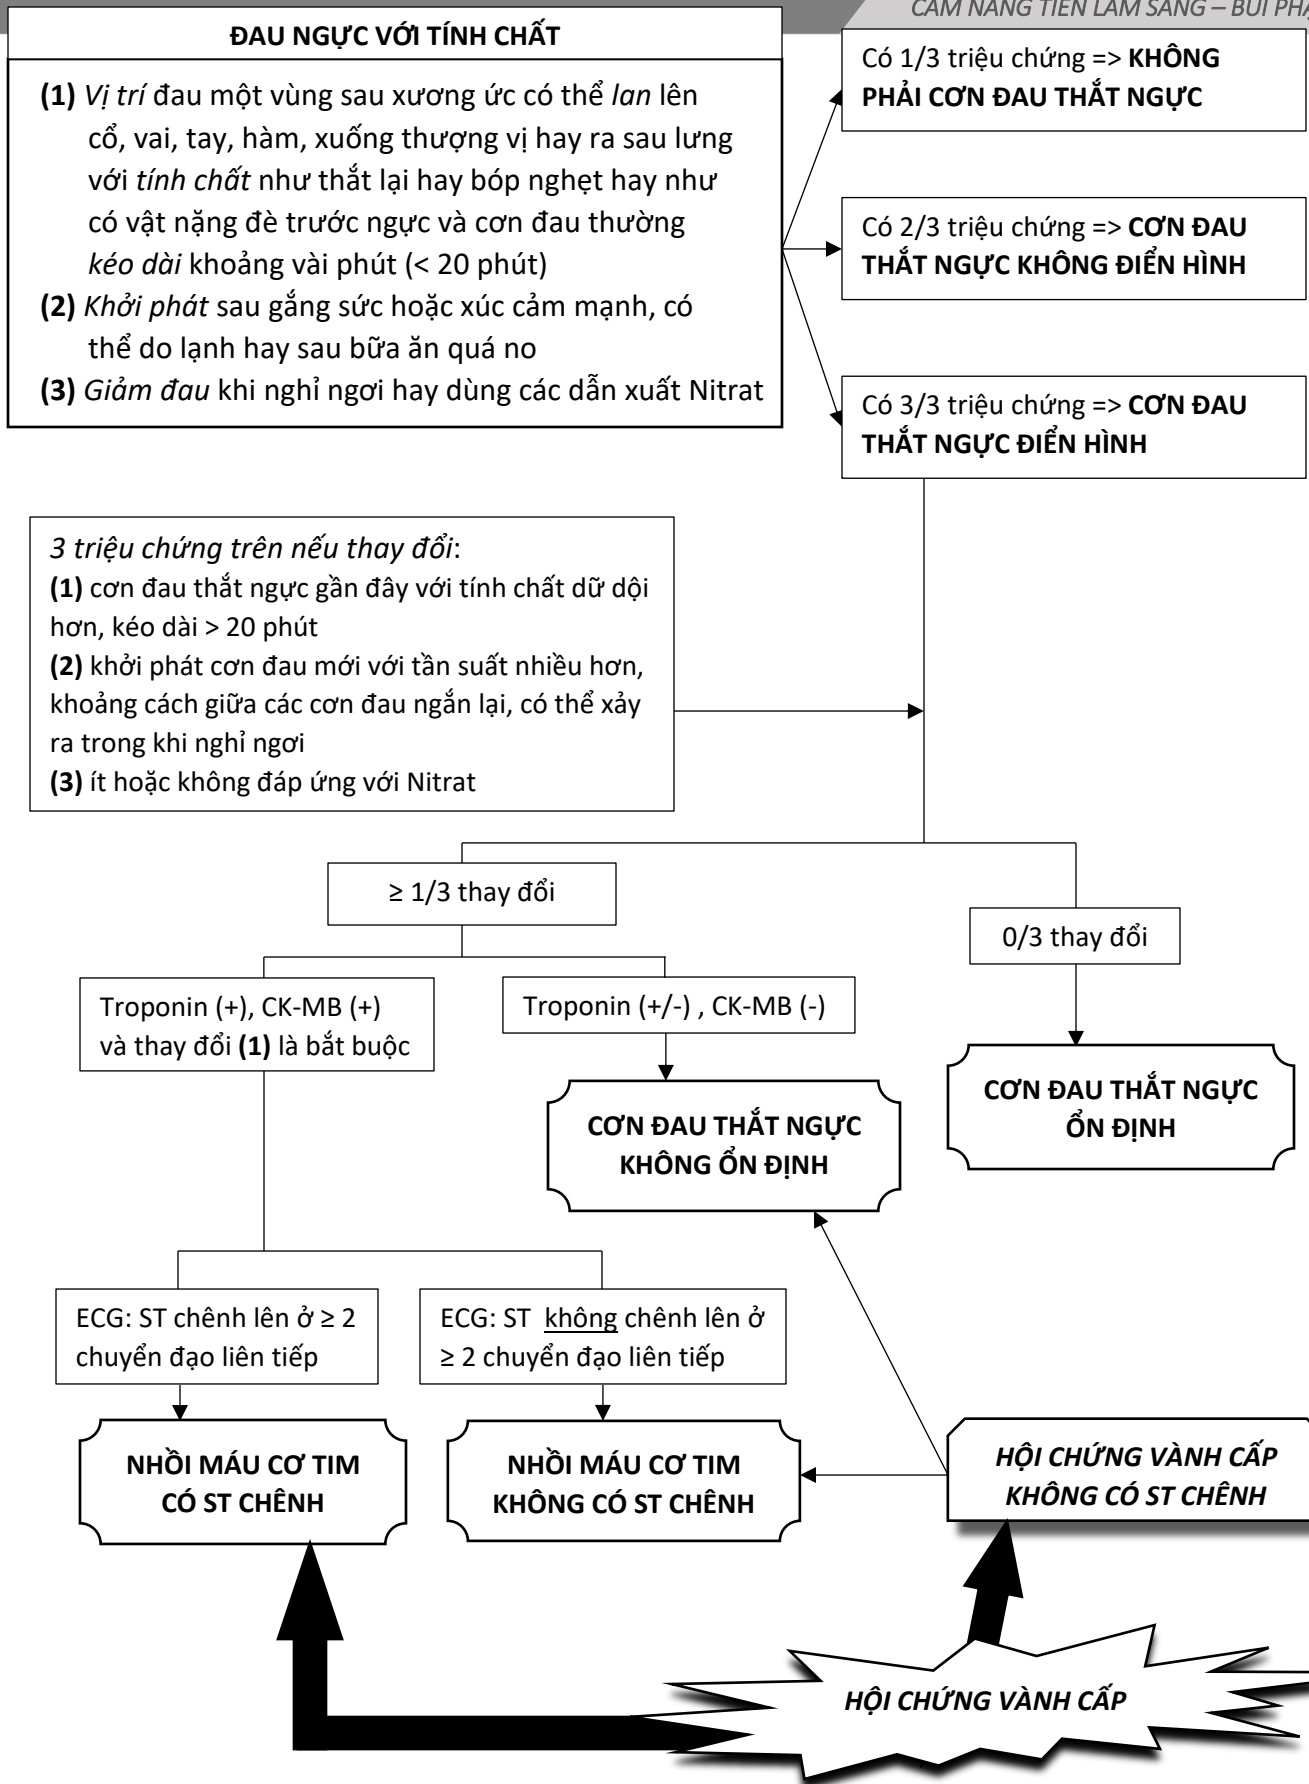 CẨM NANG TIỀN LÂM SÀNG – BÙI
ĐAU NGỰC VỚI TÍNH CHẤT
(1) Vị trí đau một vùng sau xương ức có thể lan lên
cổ, vai, tay, hàm, xuống thượng vị hay ra sau lưng
với tính chất như thắt lại hay bóp nghẹt hay như
có vật nặng đè trước ngực và cơn đau thường
kéo dài khoảng vài phút (< 20 phút)
(2) Khởi phát sau gắng sức hoặc xúc cảm mạnh, có
thể do lạnh hay sau bữa ăn quá no
(3) Giảm đau khi nghỉ ngơi hay dùng các dẫn xuất Nitrat
Có 1/3 triệu chứng => KHÔNG
PHẢI CƠN ĐAU THẮT NGỰC
Có 2/3 triệu chứng => CƠN ĐAU
THẮT NGỰC KHÔNG ĐIỂN HÌNH
Có 3/3 triệu chứng => CƠN ĐAU
THẮT NGỰC ĐIỂN HÌNH
3 triệu chứng trên nếu thay đổi:
(1) cơn đau thắt ngực gần đây với tính chất dữ dội
hơn, kéo dài > 20 phút
(2) khởi phát cơn đau mới với tần suất nhiều hơn,
khoảng cách giữa các cơn đau ngắn lại, có thể xảy
ra trong khi nghỉ ngơi
(3) ít hoặc không đáp ứng với Nitrat
≥ 1/3 thay đổi
0/3 thay đổi
Troponin (+), CK-MB (+)
và thay đổi (1) là bắt buộc
Troponin (+/-) , CK-MB (-)
CƠN ĐAU THẮT NGỰC
KHÔNG ỔN ĐỊNH
CƠN ĐAU THẮT NGỰC
ỔN ĐỊNH
ECG: ST chênh lên ở ≥ 2
chuyển đạo liên tiếp
ECG: ST không chênh lên ở
≥ 2 chuyển đạo liên tiếp
NHỒI MÁU CƠ TIM
CÓ ST CHÊNH
NHỒI MÁU CƠ TIM
KHÔNG CÓ ST CHÊNH
HỘI CHỨNG VÀNH CẤP
KHÔNG CÓ ST CHÊNH
HỘI CHỨNG VÀNH CẤP